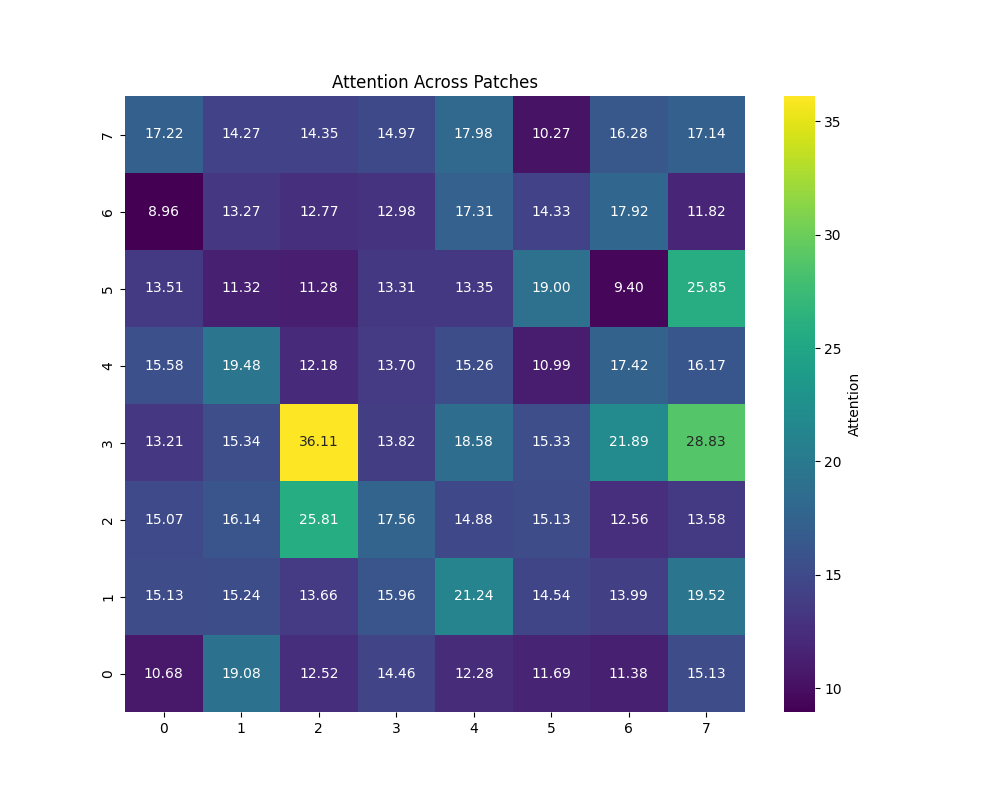 Attention Across Patches
7 17.22 14.27 14.35 14.97 17.98 10.27 16.28 17.14
6 8.96 13.27 12.77 12.98 17.31 14.33 17.92 11.82
5 13.51 11.32 11.28 13.31 13.35 19.00 9.40 25.85
4 15.58 19.48 12.18 13.70 15.26 10.99 17.42 16.17
3 13.21 15.34 36.11 13.82 18.58 15.33 21.89 28.83
2 15.07 16.14 25.81 17.56 14.88 15.13 12.56 13.58
1 15.13 15.24 13.66 15.96 21.24 14.54 13.99 19.52
0 10.68 19.08 12.52 14.46 12.28 11.69 11.38 15.13
0 1 2 3 4 5 6 7
35
30
25
20
15
10
Attention